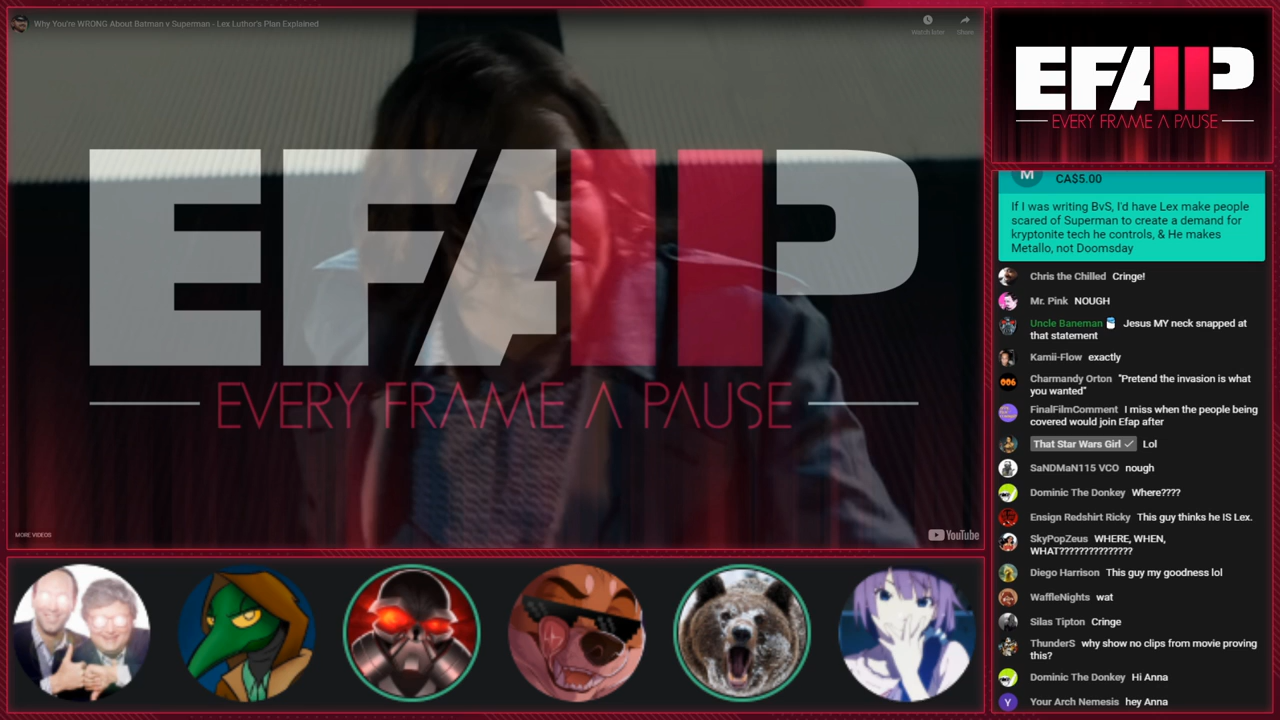 Why You're WRONG About Batman v Superman - Lex Luthor's Plan Explained
Watch later
Share
EFAP
EVERY FRAME A PAUSE
MORE VIDEOS
YouTube
EFAP
EVERY FRAME A PAUSE
M
CA$5.00
If I was writing BvS, I'd have Lex make people
scared of Superman to create a demand for
kryptonite tech he controls, & He makes
Metallo, not Doomsday
Chris the Chilled Cringe!
Mr. Pink NOUGH
Uncle Baneman Jesus MY neck snapped at
that statement
Kamii-Flow exactly
006
Charmandy Orton "Pretend the invasion is what
you wanted"
FinalFilmComment I miss when the people being
covered would join Efap after
That Star Wars Girl ✓ Lol
SaNDMaN115 VCO nough
Dominic The Donkey Where????
Ensign Redshirt Ricky This guy thinks he IS Lex.
SkyPopZeus WHERE, WHEN,
WHAT???????????????
Diego Harrison This guy my goodness lol
WaffleNights wat
Silas Tipton Cringe
ThunderS why show no clips from movie proving
this?
Dominic The Donkey Hi Anna
Y
Your Arch Nemesis hey Anna